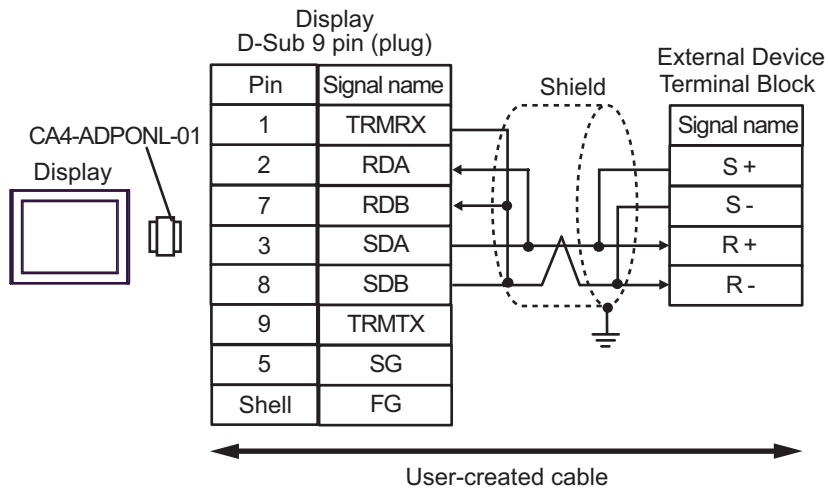 Display
D-Sub 9 pin (plug)
External Device
Terminal Block
Shield
CA4-ADPONL-01
Display
Pin Signal name
1 TRMRX
2 RDA
7 RDB
3 SDA
8 SDB
9 TRMTX
5 SG
Shell FG
Signal name
S +
S -
R +
R -
User-created cable